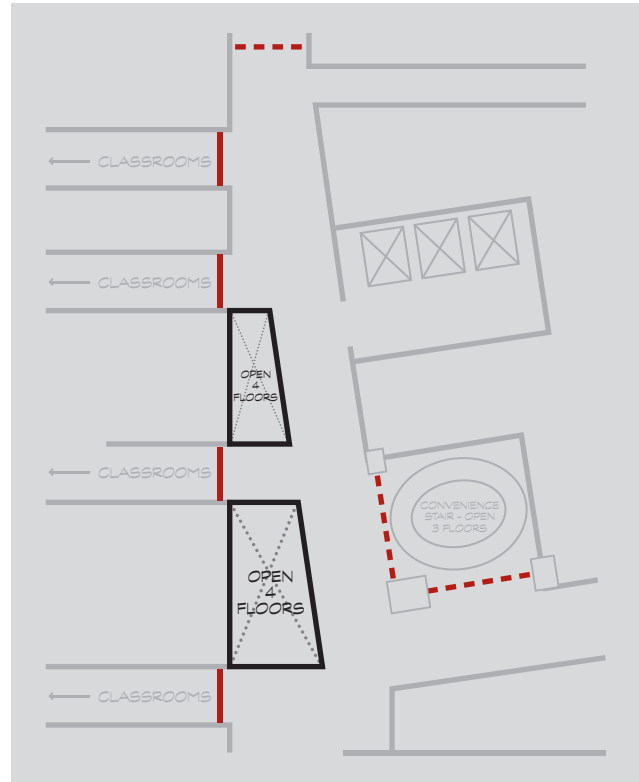 CLASSROOMS
CLASSROOMS
OPEN
4
FLOORS
CLASSROOMS
CONVENIENCE
STAIR - OPEN
3 FLOORS
OPEN
4
FLOORS
CLASSROOMS